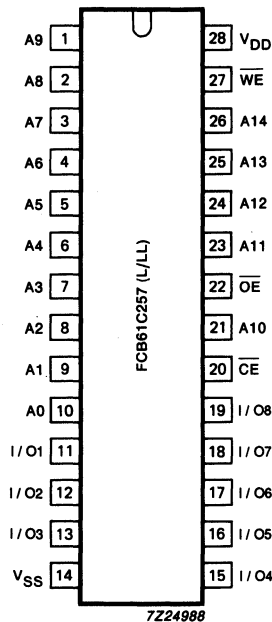 A9 1 28 VDD
A8 2 27 WE
A7 3 26 A14
A6 4 25 A13
A5 5 24 A12
A4 6 23 A11
A3 7 22 OE
A2 8 21 A10
A1 9 20 CE
A0 10 19 I/O8
I/O1 11 18 I/O7
I/O2 12 17 I/O6
I/O3 13 16 I/O5
VSS 14 15 I/O4
FCB61C257 (L/LL)
7Z24988